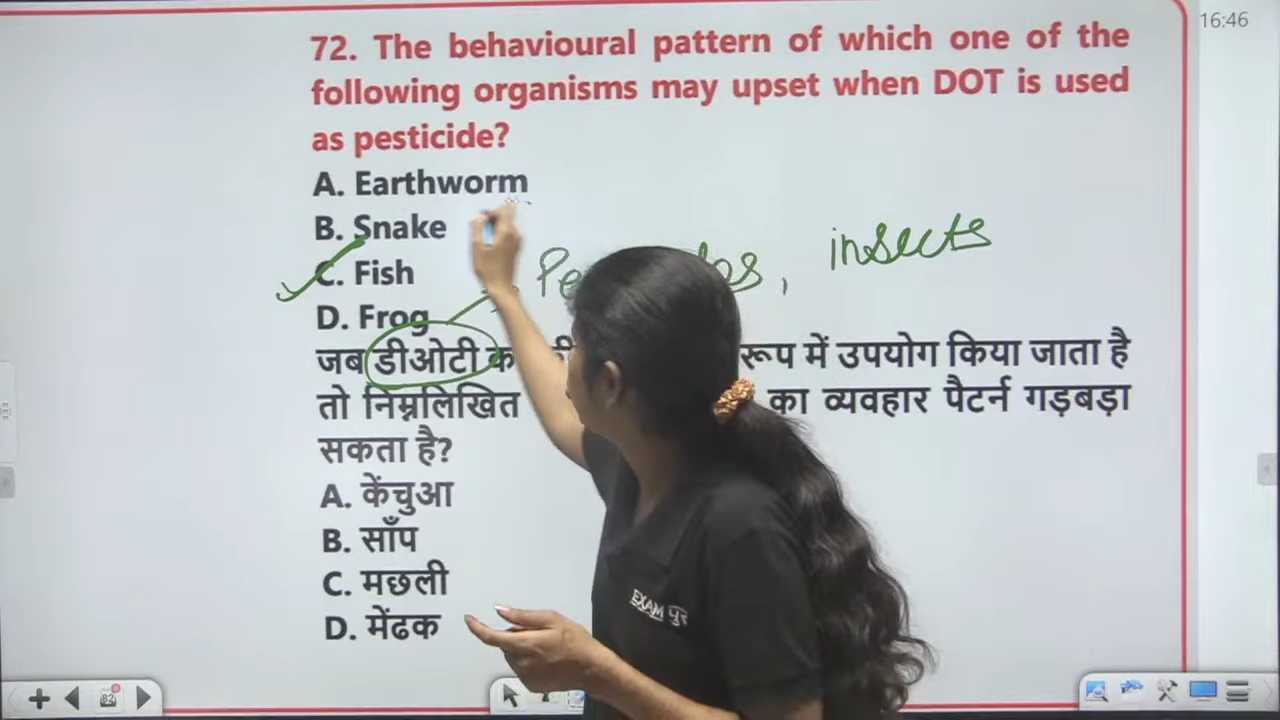 16:46
72. The behavioural pattern of which one of the
following organisms may upset when DOT is used
as pesticide?
A. Earthworm
B. Snake
insects
C. Fish
D. Frog
जब डीओटी रूप में उपयोग किया जाता है
तो निम्नलिखित का व्यवहार पैटर्न गड़बड़ा
सकता है?
A. केंचुआ
B. साँप
C. मछली
EXAM पुर
D. मेंढक
82